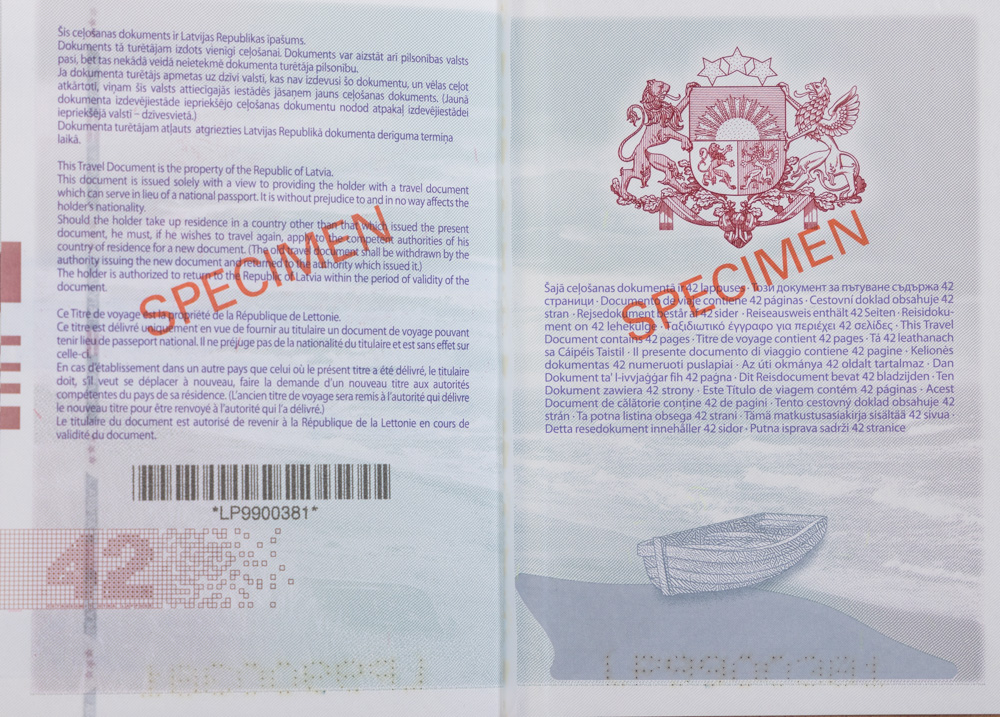 Šis ceļošanas dokuments ir Latvijas Republikas īpašums.
Dokuments tā turētājam izdots vienīgi ceļošanai. Dokuments var aizstāt arī pilsonības valsts
pasi, bet tas nekādā veidā neietekmē dokumenta turētāja pilsonību.
Ja dokumenta turētājs apmetas uz dzīvi valstī, kas nav izdevusi šo dokumentu, un vēlas ceļot
atkārtoti, viņam šīs valsts attiecīgajās iestādēs jāsaņem jauns ceļošanas dokuments. (Jaunā
dokumenta izdevējiestāde iepriekšējo ceļošanas dokumentu nodod atpakaļ izdevējiestādei
iepriekšējā valstī – dzīvesvietā.)
Dokumenta turētājam atļauts atgriezties Latvijas Republikā dokumenta derīguma termiņa
laikā.
This Travel Document is the property of the Republic of Latvia.
This document is issued solely with a view to providing the holder with a travel document
which can serve in lieu of a national passport. It is without prejudice to and in no way affects the
holder's nationality.
Should the holder take up residence in a country other than that which issued the present
document, he must, if he wishes to travel again, apply to the competent authorities of his
country of residence for a new document. (The old travel document shall be withdrawn by the
authority issuing the new document and returned to the authority which issued it.)
The holder is authorized to return to the Republic of Latvia within the period of validity of the
document.
SPECIMEN
Ce Titre de voyage est propriété de la République de Lettonie.
Ce titre est délivré uniquement en vue de fournir au titulaire un document de voyage pouvant
tenir lieu de passeport national. Il ne préjuge pas de la nationalité du titulaire et est sans effet sur
celle-ci.
En cas d'établissement dans un autre pays que celui où le présent titre a été délivré, le titulaire
doit, s'il veut se déplacer à nouveau, faire la demande d'un nouveau titre aux autorités
compétentes du pays de sa résidence. (L'ancien titre de voyage sera remis à l'autorité qui délivre
le nouveau titre pour être renvoyé à l'autorité qui l'a délivré.)
Le titulaire du document est autorisé de revenir à la République de la Lettonie en cours de
validité du document.
*LP9900381*
42
SPECIMEN
Šajā ceļošanas dokumentā ir 42 lappuses · Този документ за пътуване съдържа 42
страници · Documento de viaje contiene 42 páginas · Cestovní doklad obsahuje 42
stran · Rejsedokument består af 42 sider · Reiseausweis enthält 42 Seiten · Reisidoku-
ment on 42 leheküljel · Ταξιδιωτικό έγγραφο για περιέχει 42 σελίδες · This Travel
Document contains 42 pages · Titre de voyage contient 42 pages · Tá 42 leathanach
sa Cáipéis Taistil · Il presente documento di viaggio contiene 42 pagine · Kelionės
dokumentas 42 numeruoti puslapiai · Az úti okmánya 42 oldalt tartalmaz · Dan
Dokument ta' l-ivvjaġġar fih 42 paġna · Dit Reisdocument bevat 42 bladzijden · Ten
Dokument zawiera 42 strony · Este Título de viagem contém 42 páginas · Acest
Document de călătorie conține 42 de pagini · Tento cestovný doklad obsahuje 42
strán · Ta potna listina obsega 42 strani · Tämä matkustusasiakirja sisältää 42 sivua ·
Detta resedokument innehåller 42 sidor · Putna isprava sadrži 42 stranice
LP9900381